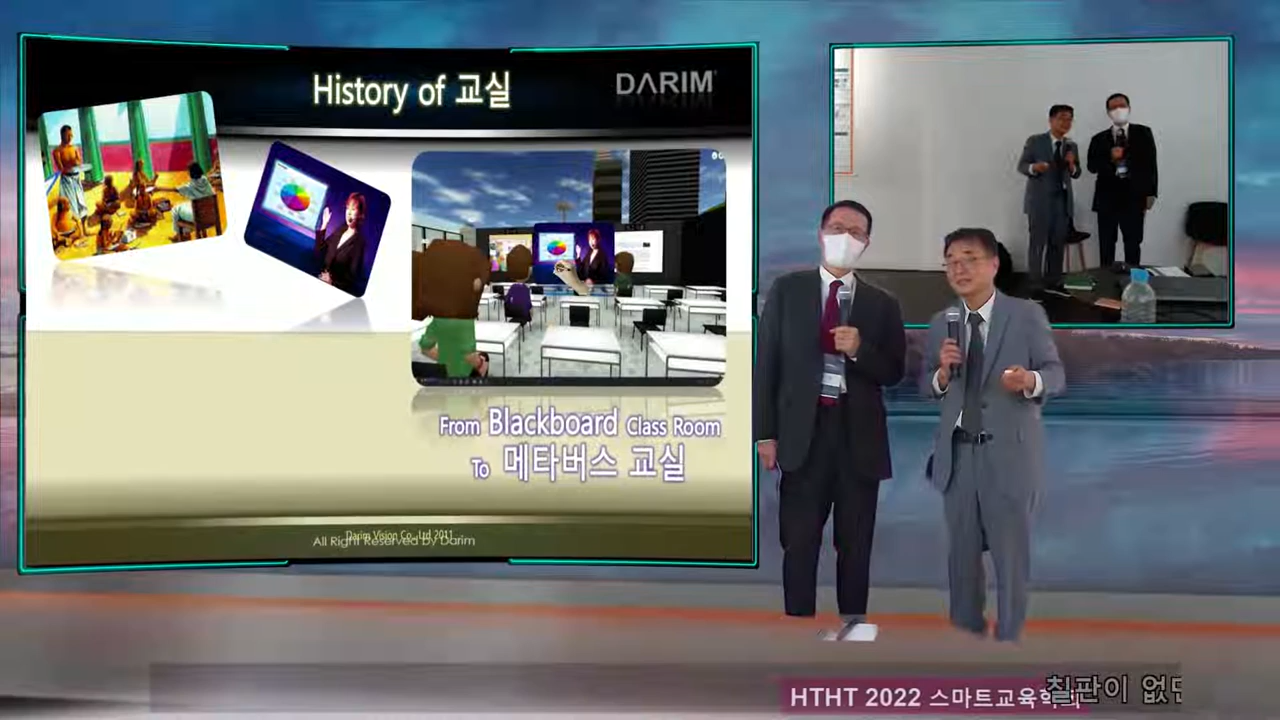 History of 교실
DARIM
From Blackboard Class Room
To 메타버스 교실
Darim Vision Co., Ltd 2011
All Right Reserved by Darim
HTHT 2022 스마트교육학회
칠판이 없던